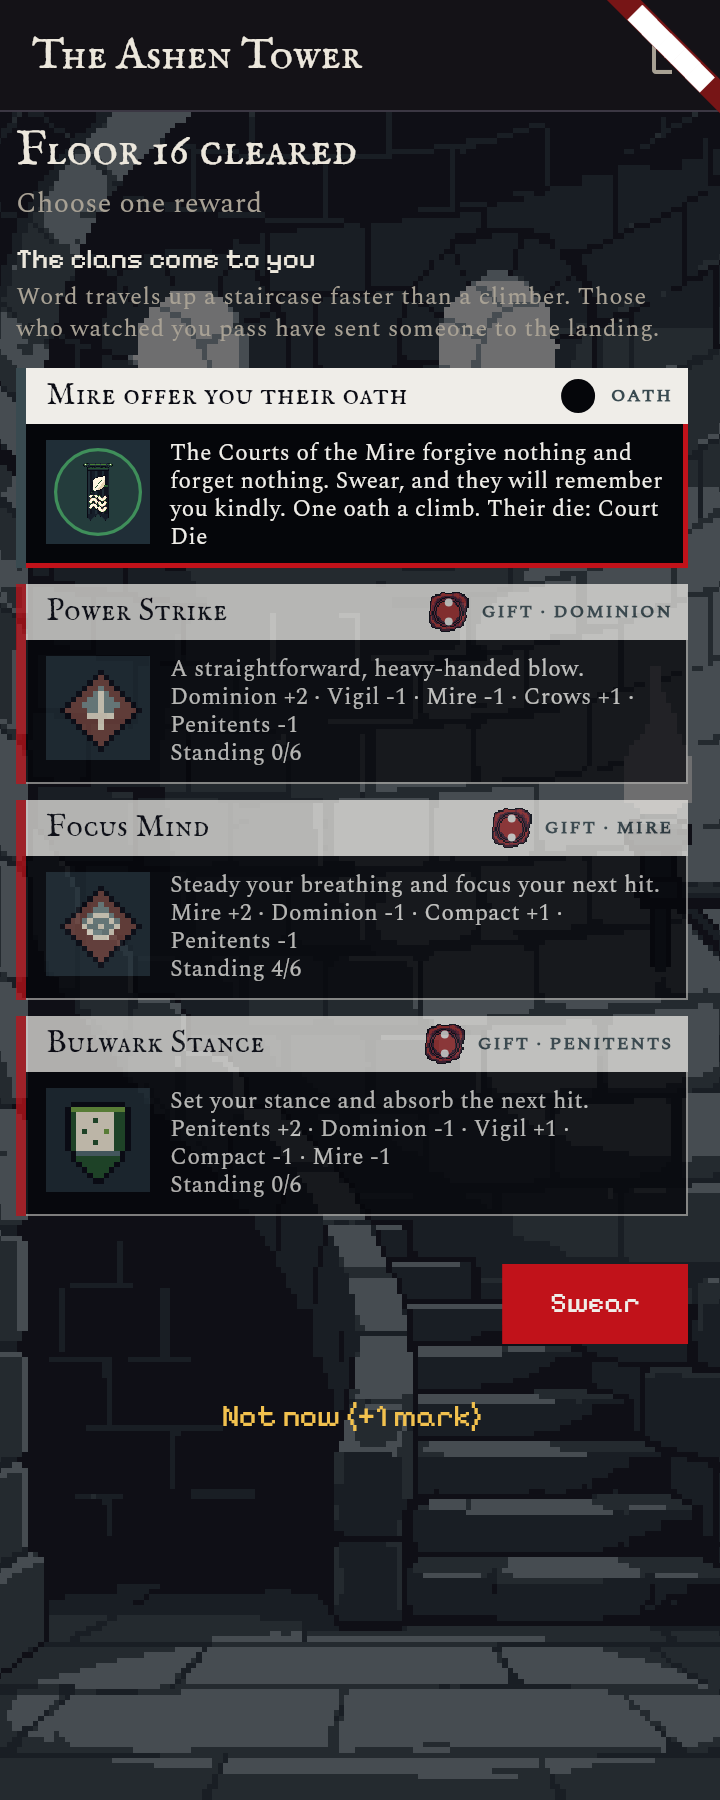 The Ashen Tower
Floor 16 cleared
Choose one reward
The clans come to you
Word travels up a staircase faster than a climber. Those
who watched you pass have sent someone to the landing.
Mire offer you their oath
OATH
The Courts of the Mire forgive nothing and
forget nothing. Swear, and they will remember
you kindly. One oath a climb. Their die: Court
Die
Power Strike
GIFT · DOMINION
A straightforward, heavy-handed blow.
Dominion +2 · Vigil -1 · Mire -1 · Crows +1 ·
Penitents -1
Standing 0/6
Focus Mind
GIFT · MIRE
Steady your breathing and focus your next hit.
Mire +2 · Dominion -1 · Compact +1 ·
Penitents -1
Standing 4/6
Bulwark Stance
GIFT · PENITENTS
Set your stance and absorb the next hit.
Penitents +2 · Dominion -1 · Vigil +1 ·
Compact -1 · Mire -1
Standing 0/6
Swear
Not now (+1 mark)